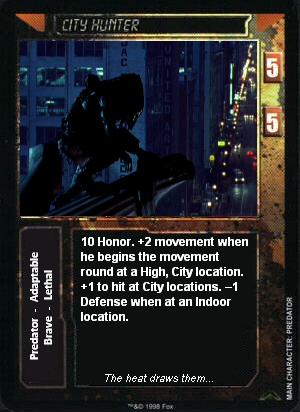 CITY HUNTER
5
5
Predator - Adaptable
Brave - Lethal
10 Honor. +2 movement when
he begins the movement
round at a High, City location.
+1 to hit at City locations. –1
Defense when at an Indoor
location.
The heat draws them...
MAIN CHARACTER: PREDATOR
™&© 1998 Fox